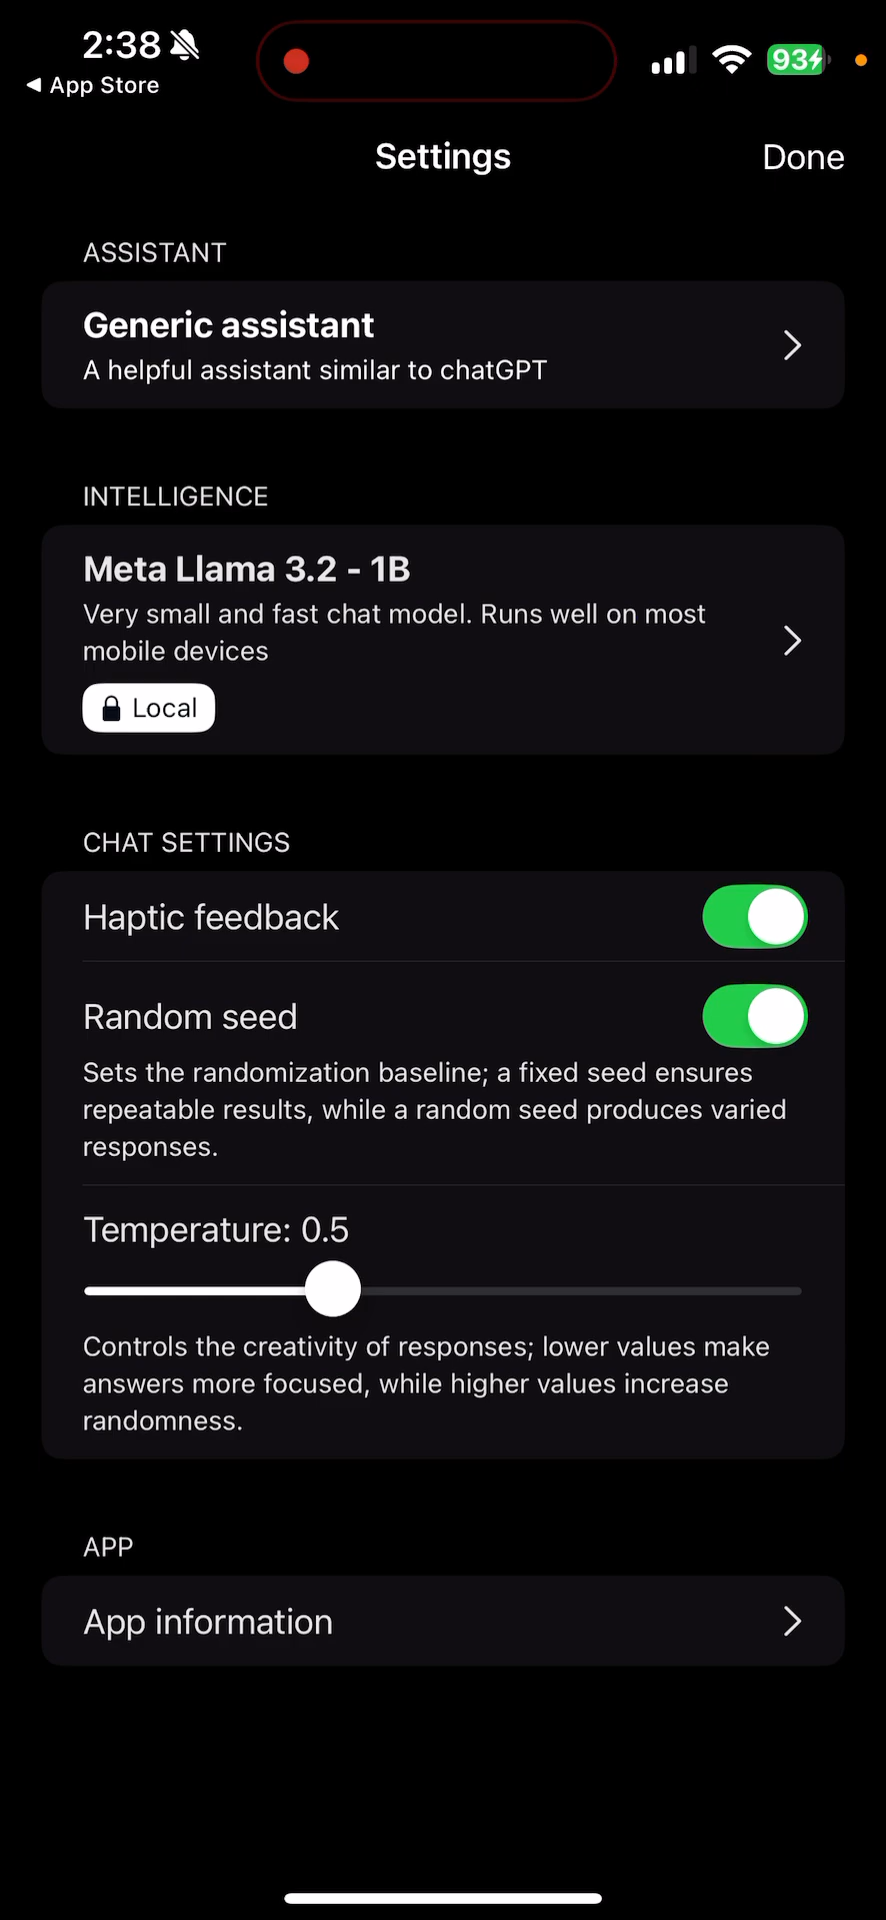 2:38
93
◀ App Store
Settings
Done
ASSISTANT
Generic assistant
A helpful assistant similar to chatGPT
INTELLIGENCE
Meta Llama 3.2 - 1B
Very small and fast chat model. Runs well on most
mobile devices
Local
CHAT SETTINGS
Haptic feedback
Random seed
Sets the randomization baseline; a fixed seed ensures
repeatable results, while a random seed produces varied
responses.
Temperature: 0.5
Controls the creativity of responses; lower values make
answers more focused, while higher values increase
randomness.
APP
App information